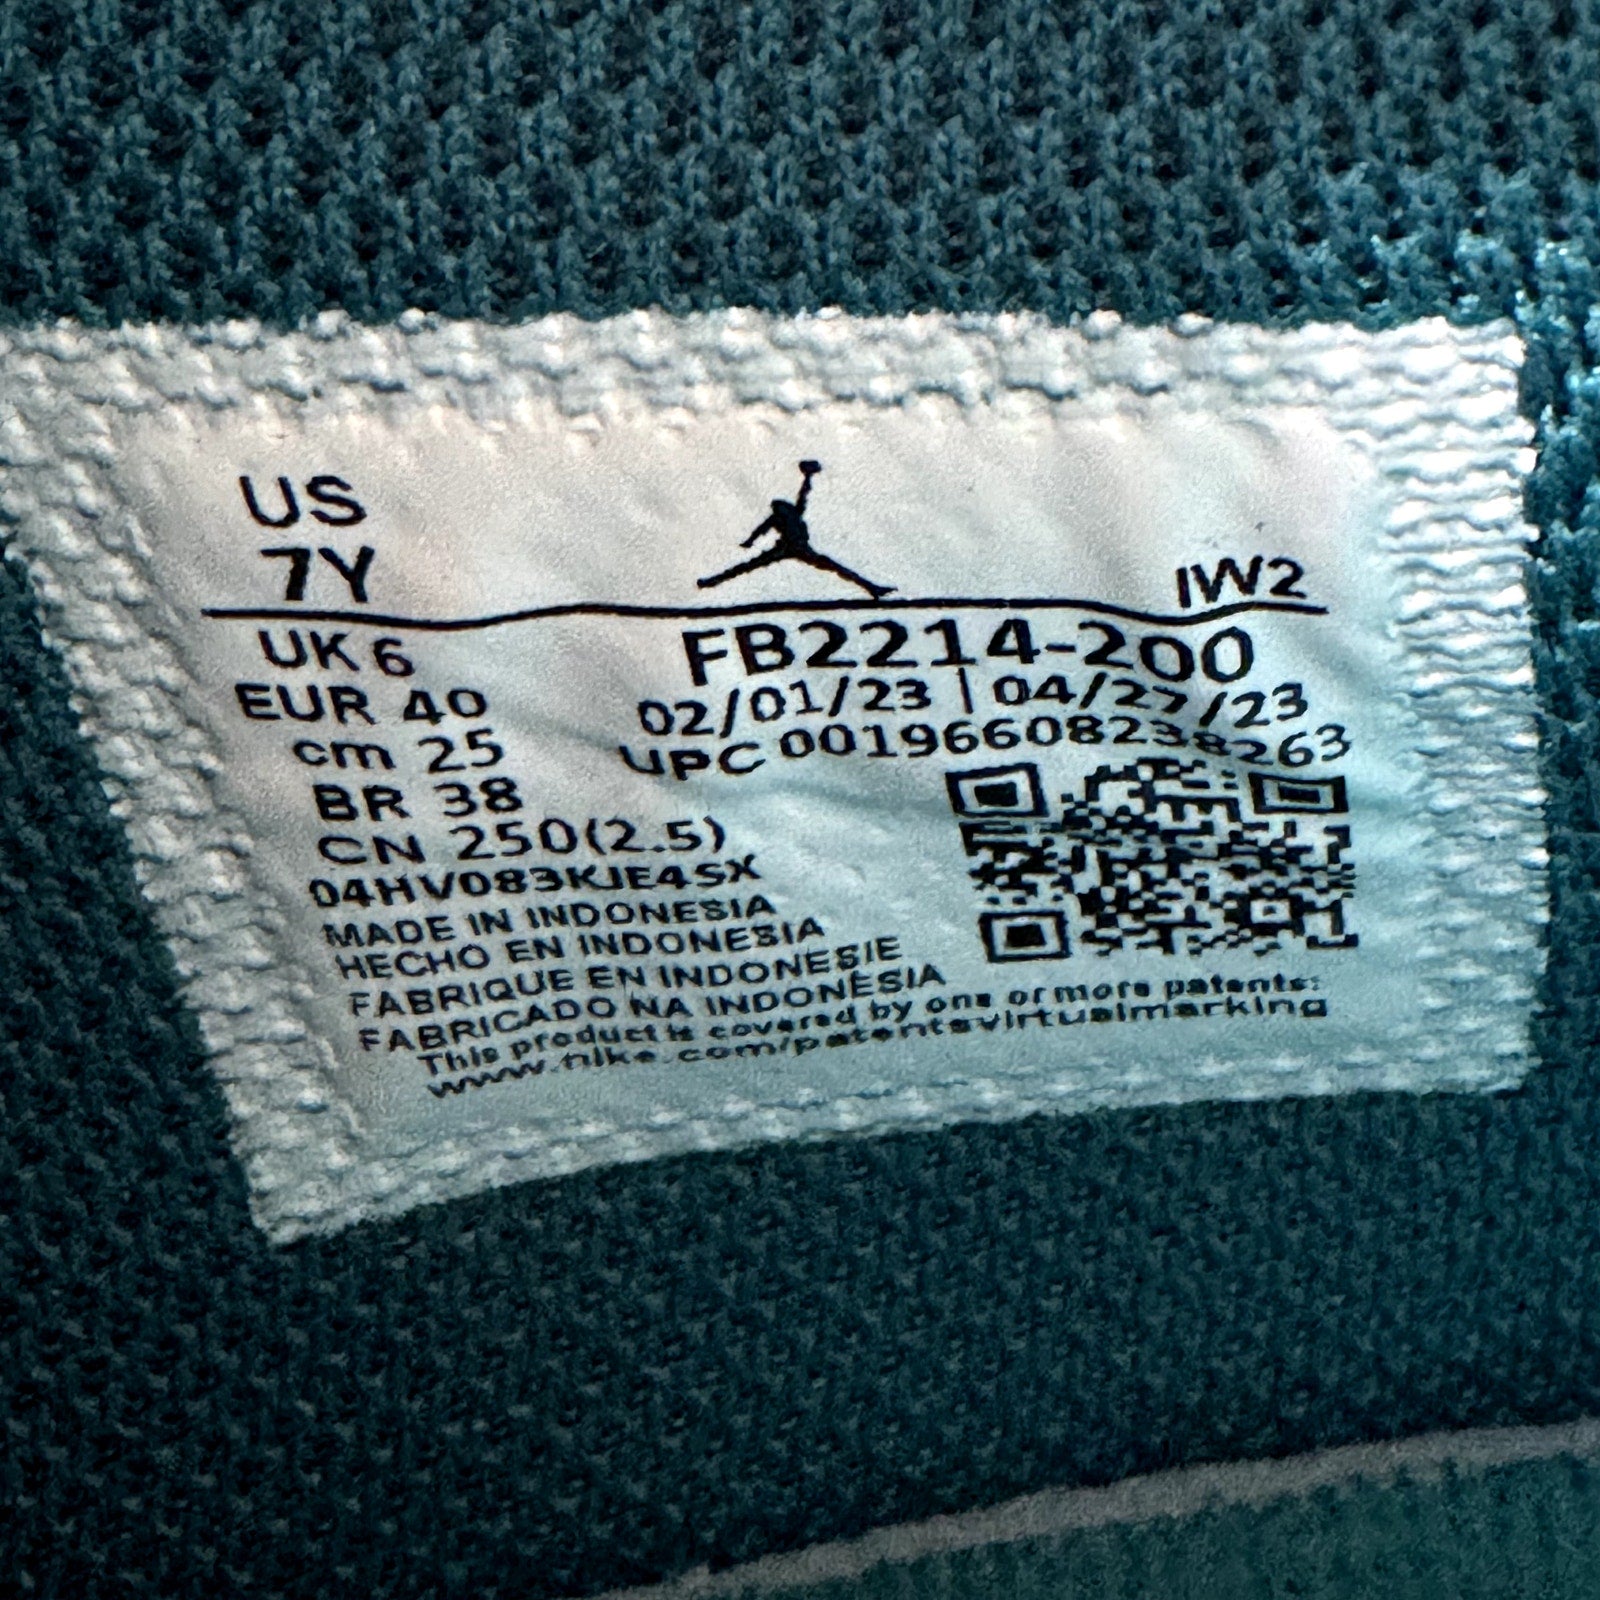 US
7Y
IW2
UK 6
FB2214-200
EUR 40
02/01/23 | 04/27/23
cm 25
UPC 00196608238263
BR 38
CN 250(2.5)
04HV083KJE4SX
MADE IN INDONESIA
HECHO EN INDONESIA
FABRIQUE EN INDONESIE
FABRICADO NA INDONÉSIA
This product is covered by one or more patents:
www.nike.com/patentsvirtualmarking